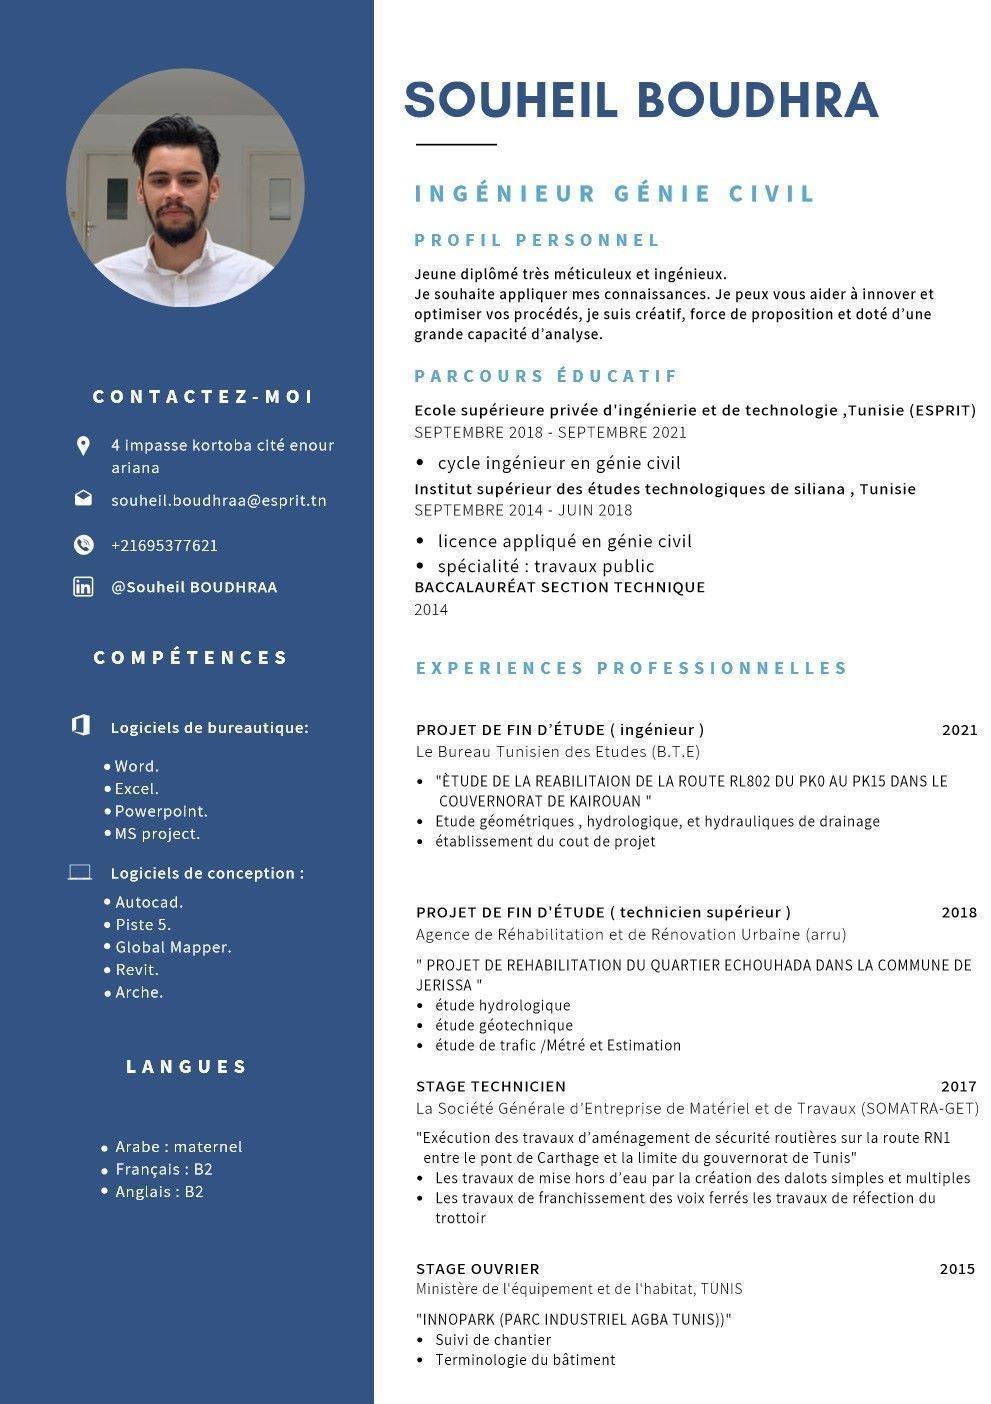 SOUHEIL BOUDHRA
INGÉNIEUR GÉNIE CIVIL
PROFIL PERSONNEL
Jeune diplômé très méticuleux et ingénieux.
Je souhaite appliquer mes connaissances. Je peux vous aider à innover et
optimiser vos procédés, je suis créatif, force de proposition et doté d’une
grande capacité d’analyse.
PARCOURS ÉDUCATIF
Ecole supérieure privée d'ingénierie et de technologie ,Tunisie (ESPRIT)
SEPTEMBRE 2018 - SEPTEMBRE 2021
• cycle ingénieur en génie civil
Institut supérieur des études technologiques de siliana , Tunisie
SEPTEMBRE 2014 - JUIN 2018
• licence appliqué en génie civil
• spécialité : travaux public
BACCALAURÉAT SECTION TECHNIQUE
2014
EXPERIENCES PROFESSIONNELLES
PROJET DE FIN D’ÉTUDE ( ingénieur ) 2021
Le Bureau Tunisien des Etudes (B.T.E)
• "ÈTUDE DE LA REABILITAION DE LA ROUTE RL802 DU PK0 AU PK15 DANS LE
COUVERNORAT DE KAIROUAN "
• Etude géométriques , hydrologique, et hydrauliques de drainage
• établissement du cout de projet
PROJET DE FIN D'ÉTUDE ( technicien supérieur ) 2018
Agence de Réhabilitation et de Rénovation Urbaine (arru)
" PROJET DE REHABILITATION DU QUARTIER ECHOUHADA DANS LA COMMUNE DE
JERISSA "
• étude hydrologique
• étude géotechnique
• étude de trafic /Métré et Estimation
STAGE TECHNICIEN 2017
La Société Générale d’Entreprise de Matériel et de Travaux (SOMATRA-GET)
"Exécution des travaux d’aménagement de sécurité routières sur la route RN1
entre le pont de Carthage et la limite du gouvernorat de Tunis"
• Les travaux de mise hors d’eau par la création des dalots simples et multiples
• Les travaux de franchissement des voix ferrés les travaux de réfection du
trottoir
STAGE OUVRIER 2015
Ministère de l'équipement et de l'habitat, TUNIS
"INNOPARK (PARC INDUSTRIEL AGBA TUNIS))"
• Suivi de chantier
• Terminologie du bâtiment
CONTACTEZ-MOI
4 impasse kortoba cité enour
ariana
souheil.boudhraa@esprit.tn
+21695377621
@Souheil BOUDHRAA
COMPÉTENCES
Logiciels de bureautique:
• Word.
• Excel.
• Powerpoint.
• MS project.
Logiciels de conception :
• Autocad.
• Piste 5.
• Global Mapper.
• Revit.
• Arche.
LANGUES
• Arabe : maternel
• Français : B2
• Anglais : B2